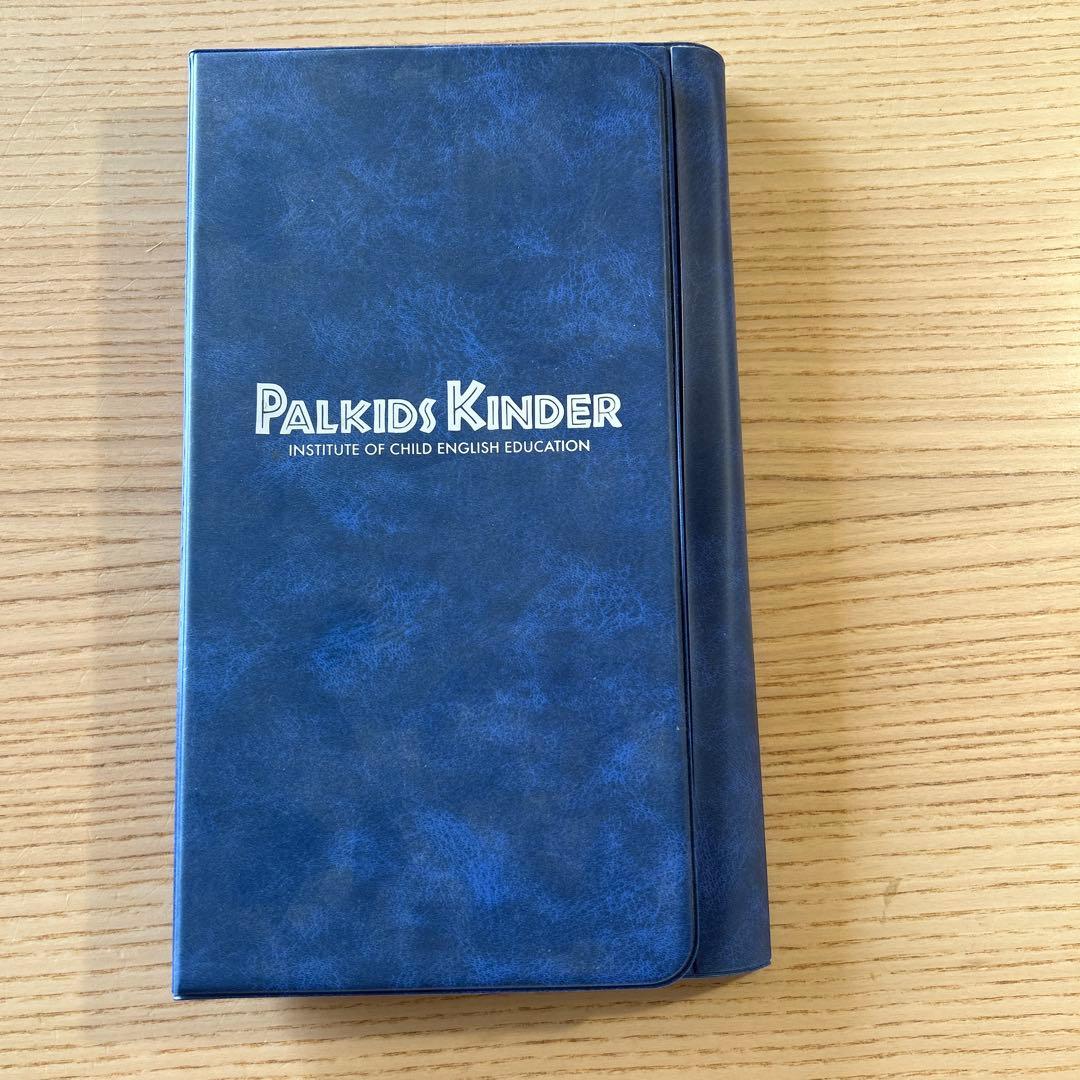 PALKIDS KINDER
INSTITUTE OF CHILD ENGLISH EDUCATION